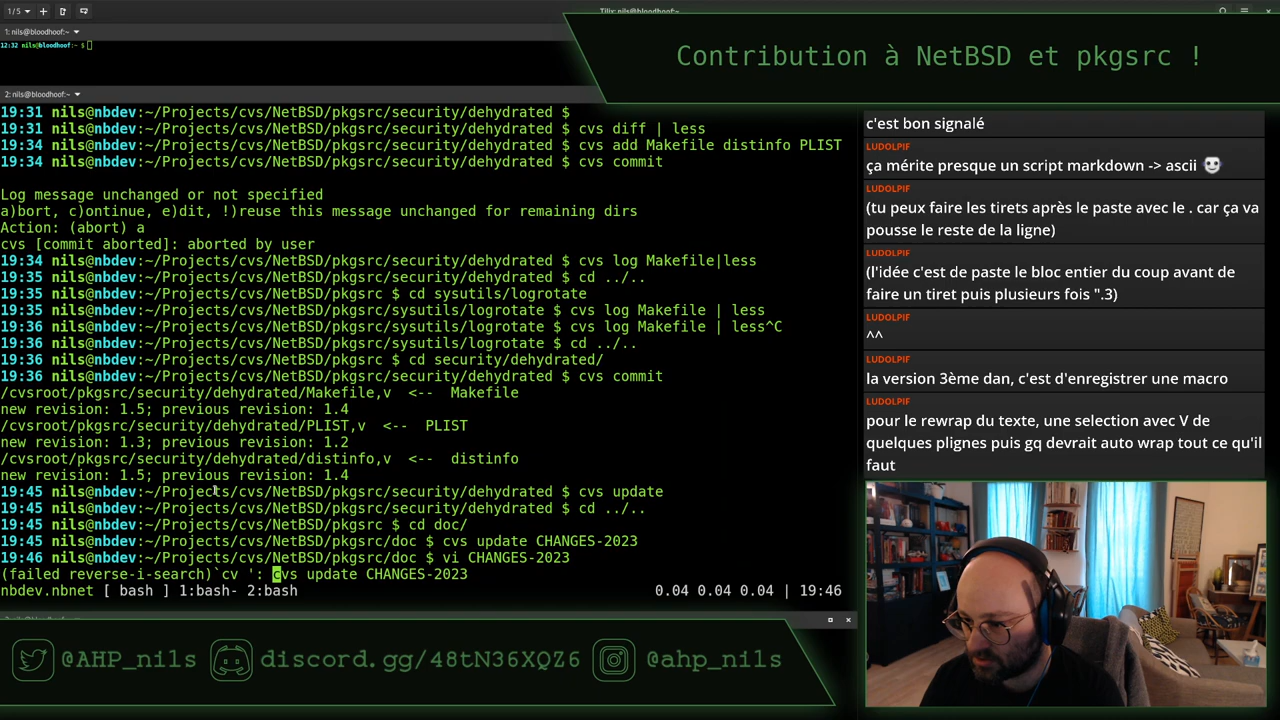 1/5
Tilix: nils@bloodhoof:~
1: nils@bloodhoof:~
12:32 nils@bloodhoof:~ $
2: nils@bloodhoof:~
19:31 nils@nbdev:~/Projects/cvs/NetBSD/pkgsrc/security/dehydrated $
19:31 nils@nbdev:~/Projects/cvs/NetBSD/pkgsrc/security/dehydrated $ cvs diff | less
19:34 nils@nbdev:~/Projects/cvs/NetBSD/pkgsrc/security/dehydrated $ cvs add Makefile distinfo PLIST
19:34 nils@nbdev:~/Projects/cvs/NetBSD/pkgsrc/security/dehydrated $ cvs commit
Log message unchanged or not specified
a)bort, c)ontinue, e)dit, !)reuse this message unchanged for remaining dirs
Action: (abort) a
cvs [commit aborted]: aborted by user
19:34 nils@nbdev:~/Projects/cvs/NetBSD/pkgsrc/security/dehydrated $ cvs log Makefile|less
19:35 nils@nbdev:~/Projects/cvs/NetBSD/pkgsrc/security/dehydrated $ cd ../..
19:35 nils@nbdev:~/Projects/cvs/NetBSD/pkgsrc $ cd sysutils/logrotate
19:35 nils@nbdev:~/Projects/cvs/NetBSD/pkgsrc/sysutils/logrotate $ cvs log Makefile | less
19:36 nils@nbdev:~/Projects/cvs/NetBSD/pkgsrc/sysutils/logrotate $ cvs log Makefile | less^C
19:36 nils@nbdev:~/Projects/cvs/NetBSD/pkgsrc/sysutils/logrotate $ cd ../..
19:36 nils@nbdev:~/Projects/cvs/NetBSD/pkgsrc $ cd security/dehydrated/
19:36 nils@nbdev:~/Projects/cvs/NetBSD/pkgsrc/security/dehydrated $ cvs commit
/cvsroot/pkgsrc/security/dehydrated/Makefile,v <-- Makefile
new revision: 1.5; previous revision: 1.4
/cvsroot/pkgsrc/security/dehydrated/PLIST,v <-- PLIST
new revision: 1.3; previous revision: 1.2
/cvsroot/pkgsrc/security/dehydrated/distinfo,v <-- distinfo
new revision: 1.5; previous revision: 1.4
19:45 nils@nbdev:~/Projects/cvs/NetBSD/pkgsrc/security/dehydrated $ cvs update
19:45 nils@nbdev:~/Projects/cvs/NetBSD/pkgsrc/security/dehydrated $ cd ../..
19:45 nils@nbdev:~/Projects/cvs/NetBSD/pkgsrc $ cd doc/
19:45 nils@nbdev:~/Projects/cvs/NetBSD/pkgsrc/doc $ cvs update CHANGES-2023
19:46 nils@nbdev:~/Projects/cvs/NetBSD/pkgsrc/doc $ vi CHANGES-2023
(failed reverse-i-search)`cv ': cvs update CHANGES-2023
nbdev.nbnet [ bash ] 1:bash- 2:bash 0.04 0.04 0.04 | 19:46
Contribution à NetBSD et pkgsrc !
c'est bon signalé
LUDOLPIF
ça mérite presque un script markdown -> ascii
LUDOLPIF
(tu peux faire les tirets après le paste avec le . car ça va
pousse le reste de la ligne)
LUDOLPIF
(l'idée c'est de paste le bloc entier du coup avant de
faire un tiret puis plusieurs fois ".3)
LUDOLPIF
^^
LUDOLPIF
la version 3ème dan, c'est d'enregistrer une macro
LUDOLPIF
pour le rewrap du texte, une selection avec V de
quelques plignes puis gq devrait auto wrap tout ce qu'il
faut
@AHP_nils
discord.gg/48tN36XQZ6
@ahp_nils